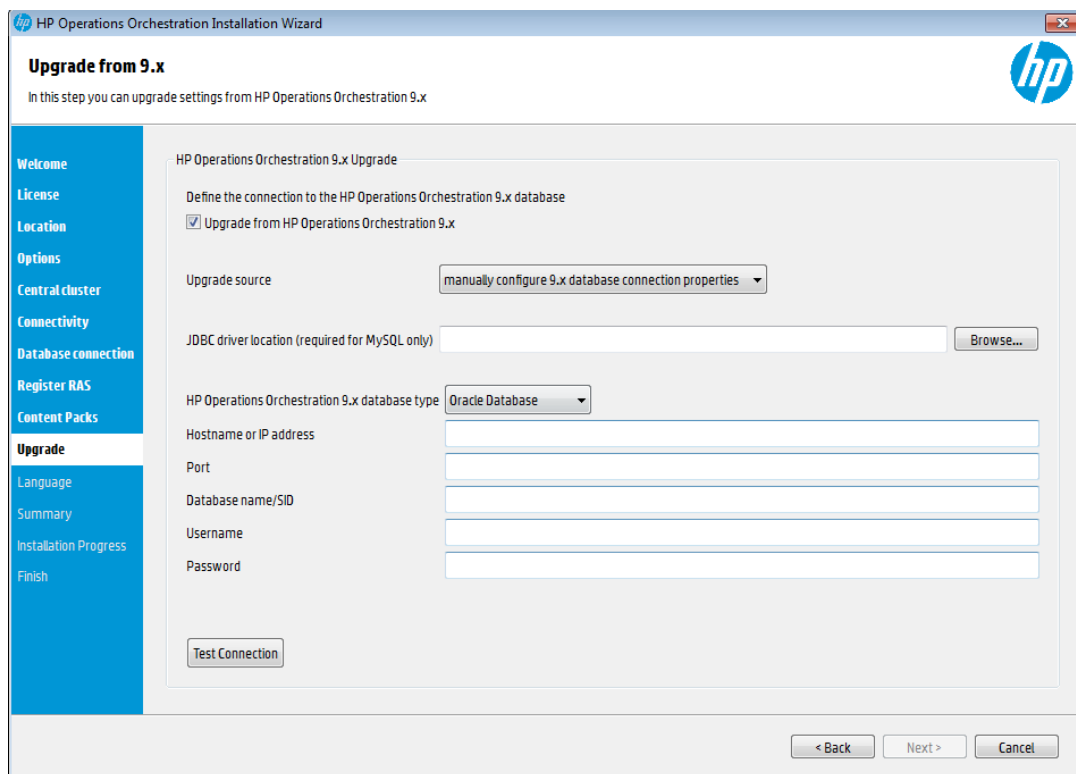 HP Operations Orchestration Installation Wizard
Upgrade from 9.x
In this step you can upgrade settings from HP Operations Orchestration 9.x
hp
Welcome
License
Location
Options
Central cluster
Connectivity
Database connection
Register RAS
Content Packs
Upgrade
Language
Summary
Installation Progress
Finish
HP Operations Orchestration 9.x Upgrade
Define the connection to the HP Operations Orchestration 9.x database
Upgrade from HP Operations Orchestration 9.x
Upgrade source manually configure 9.x database connection properties
JDBC driver location (required for MySQL only) Browse...
HP Operations Orchestration 9.x database type Oracle Database
Hostname or IP address
Port
Database name/SID
Username
Password
Test Connection
< Back Next > Cancel